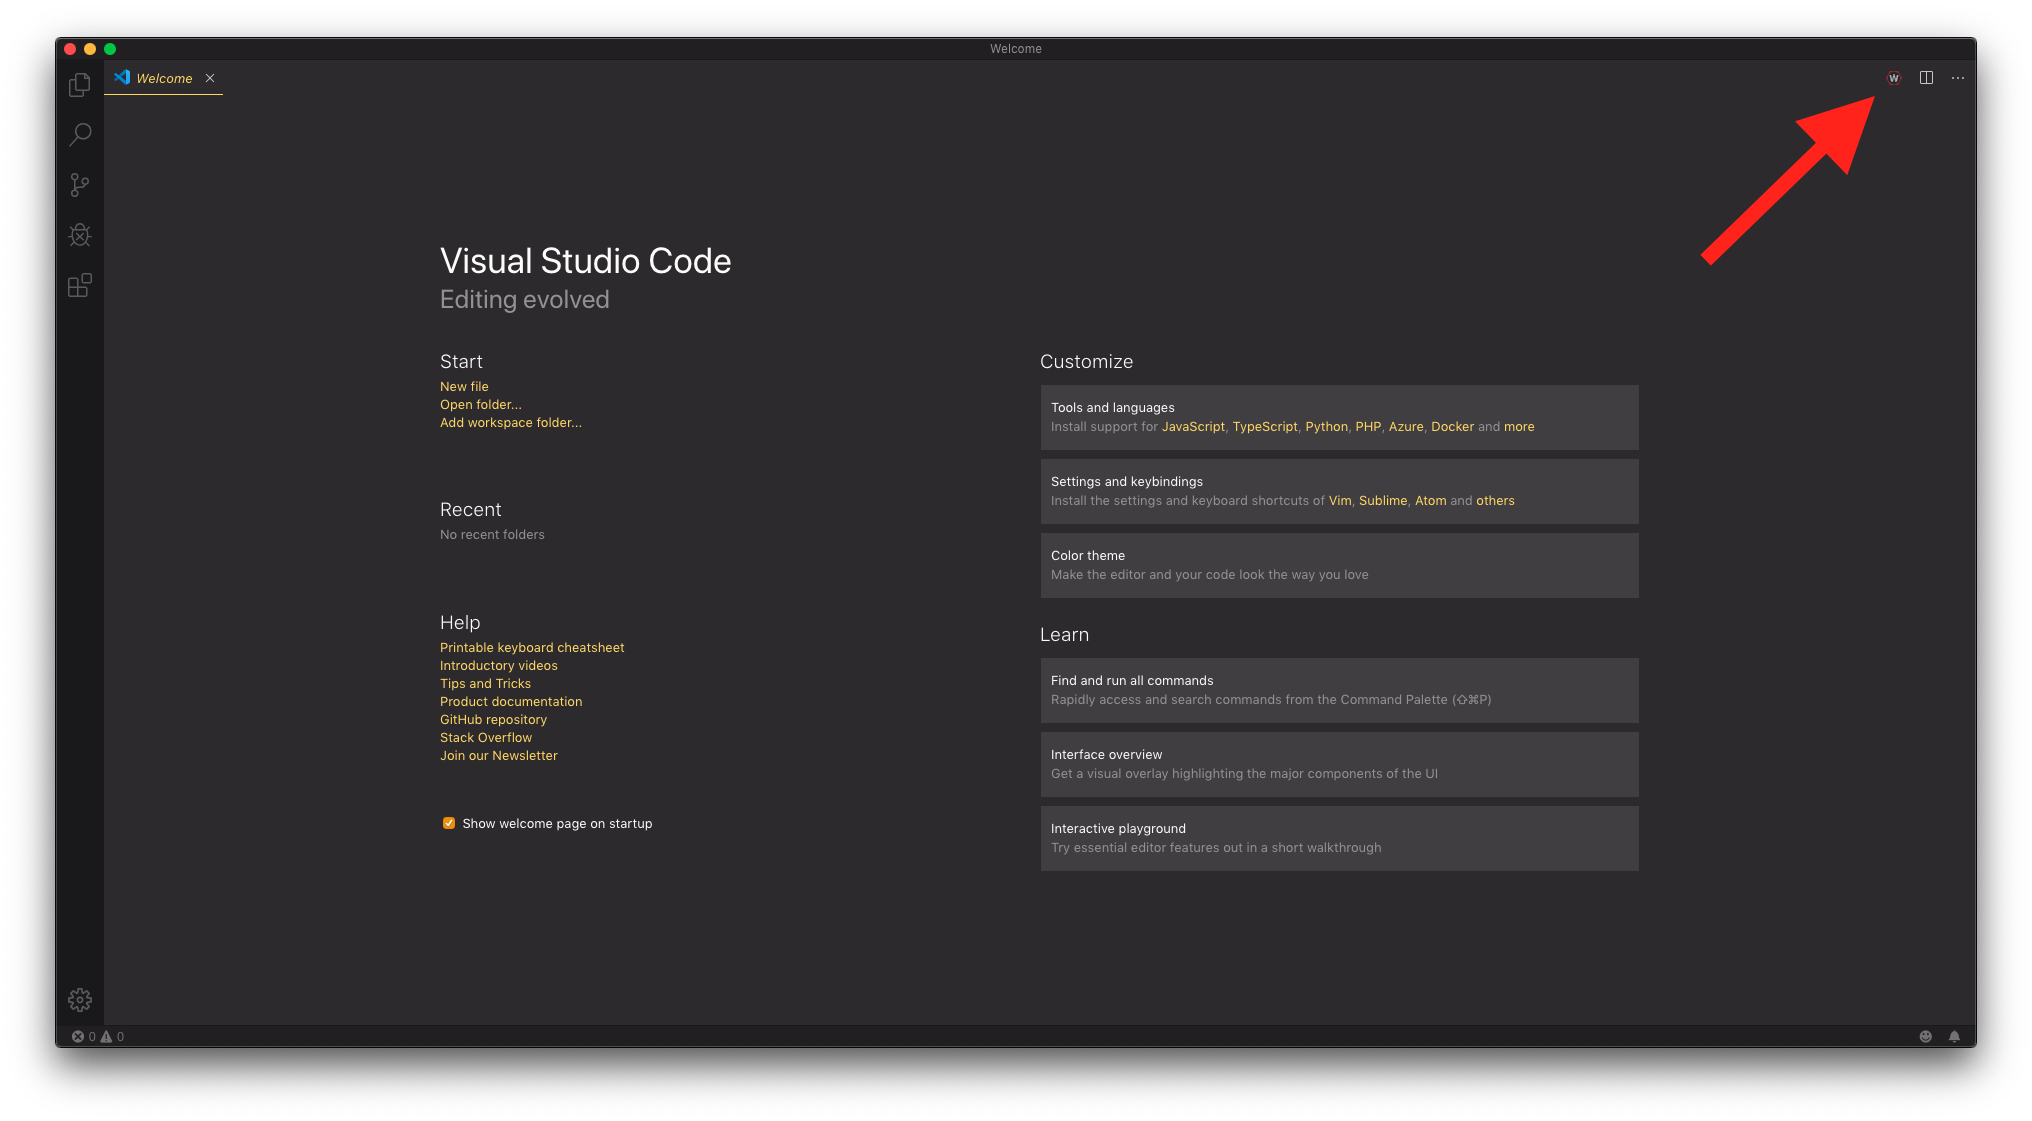 Welcome
Welcome
W
Visual Studio Code
Editing evolved
Start
New file
Open folder...
Add workspace folder...
Recent
No recent folders
Help
Printable keyboard cheatsheet
Introductory videos
Tips and Tricks
Product documentation
GitHub repository
Stack Overflow
Join our Newsletter
Show welcome page on startup
Customize
Tools and languages
Install support for JavaScript, TypeScript, Python, PHP, Azure, Docker and more
Settings and keybindings
Install the settings and keyboard shortcuts of Vim, Sublime, Atom and others
Color theme
Make the editor and your code look the way you love
Learn
Find and run all commands
Rapidly access and search commands from the Command Palette (⇧⌘P)
Interface overview
Get a visual overlay highlighting the major components of the UI
Interactive playground
Try essential editor features out in a short walkthrough
0 0